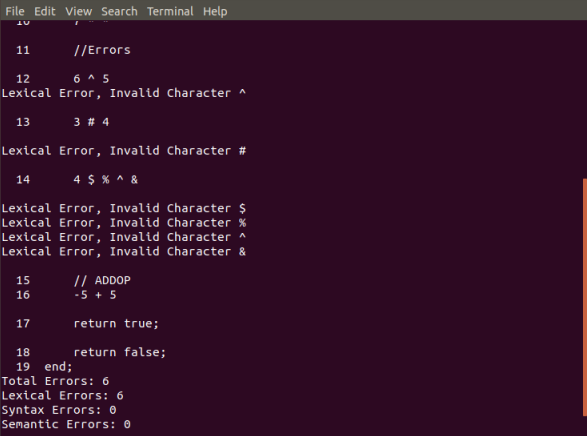 File Edit View Search Terminal Help
11 //Errors
12 6 ^ 5
Lexical Error, Invalid Character ^
13 3 # 4
Lexical Error, Invalid Character #
14 4 $ % ^ &
Lexical Error, Invalid Character $
Lexical Error, Invalid Character %
Lexical Error, Invalid Character ^
Lexical Error, Invalid Character &
15 // ADDOP
16 -5 + 5
17 return true;
18 return false;
19 end;
Total Errors: 6
Lexical Errors: 6
Syntax Errors: 0
Semantic Errors: 0